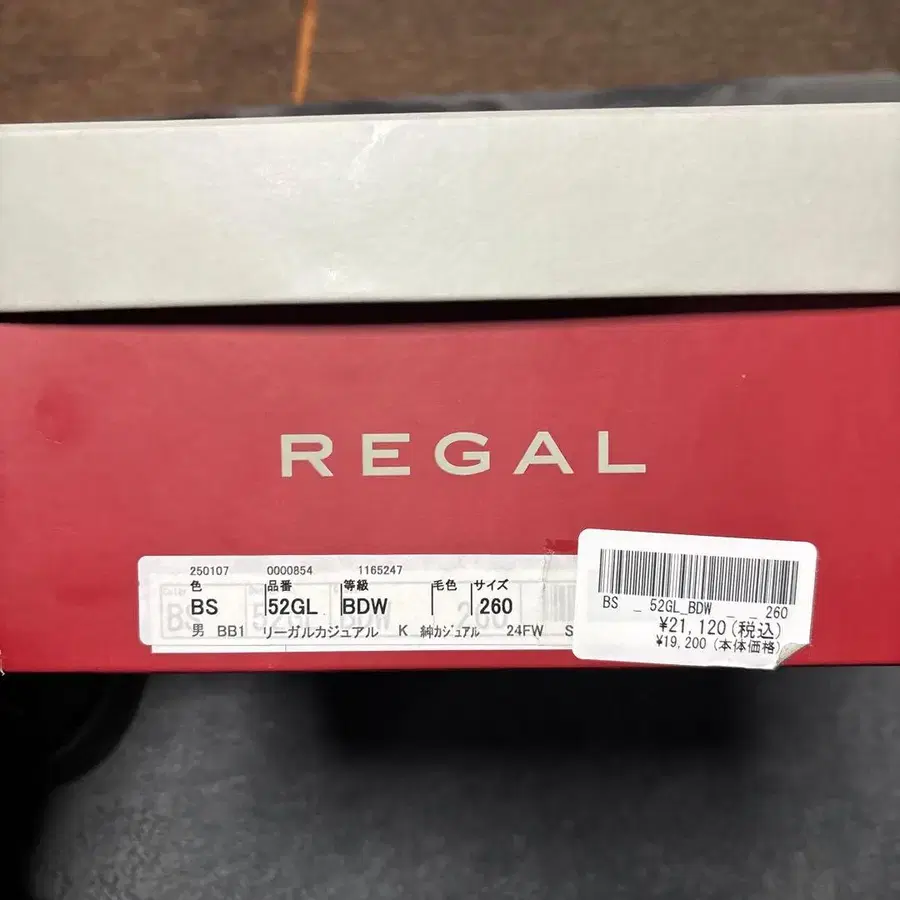 REGAL
250107 0000854 1165247
色 品番 等級 毛色 サイズ
BS 52GL BDW 260
男 BB1 リーガルカジュアル K 紳カジュアル 24FW S
BS _ 52GL_BDW _ _ 260
¥21,120(税込)
¥19,200(本体価格)